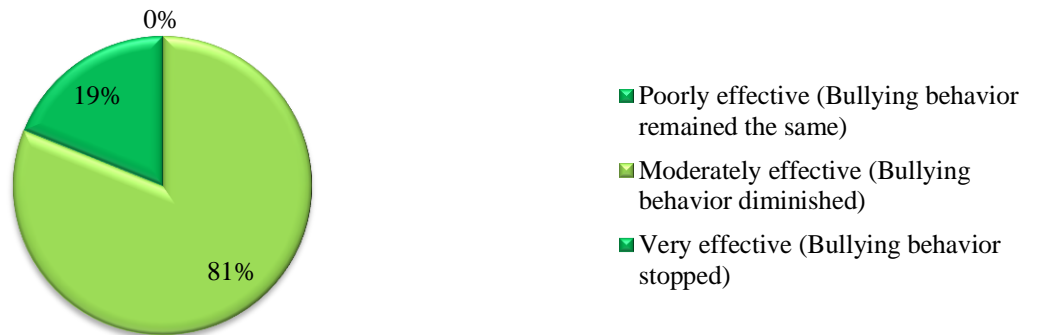 0%
19%
81%
Poorly effective (Bullying behavior
remained the same)
Moderately effective (Bullying
behavior diminished)
Very effective (Bullying behavior
stopped)